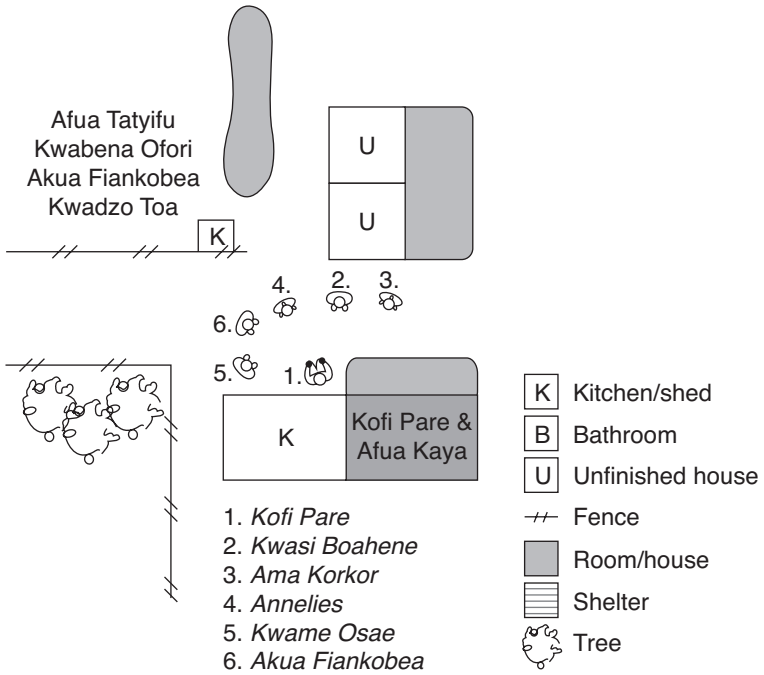 Afua Tatyifu
Kwabena Ofori
Akua Fiankobea
Kwadzo Toa
K
U
U
4.
2.
3.
6.
5.
1.
K
Kofi Pare &
Afua Kaya
1. Kofi Pare
2. Kwasi Boahene
3. Ama Korkor
4. Annelies
5. Kwame Osae
6. Akua Fiankobea
K Kitchen/shed
B Bathroom
U Unfinished house
Fence
Room/house
Shelter
Tree